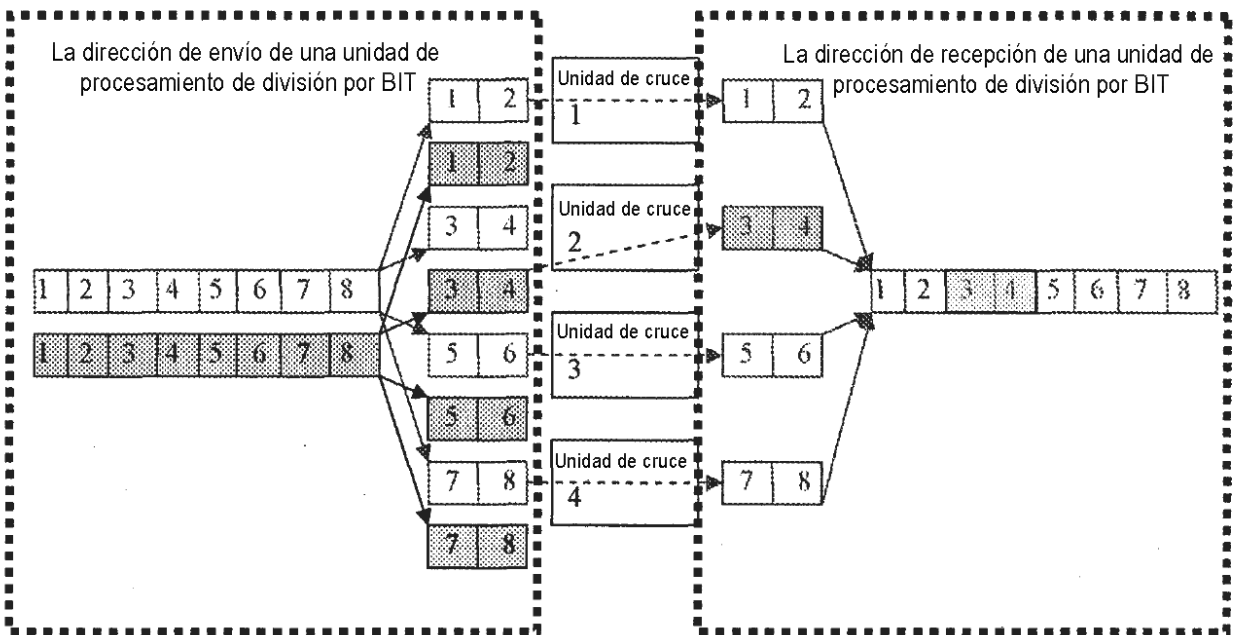 La dirección de envío de una unidad de
procesamiento de división por BIT
1 2 3 4 5 6 7 8
1 2 3 4 5 6 7 8
1 2
1 2
3 4
3 4
5 6
5 6
7 8
7 8
Unidad de cruce
1
Unidad de cruce
2
Unidad de cruce
3
Unidad de cruce
4
La dirección de recepción de una unidad de
procesamiento de división por BIT
1 2
3 4
5 6
7 8
1 2 3 4 5 6 7 8